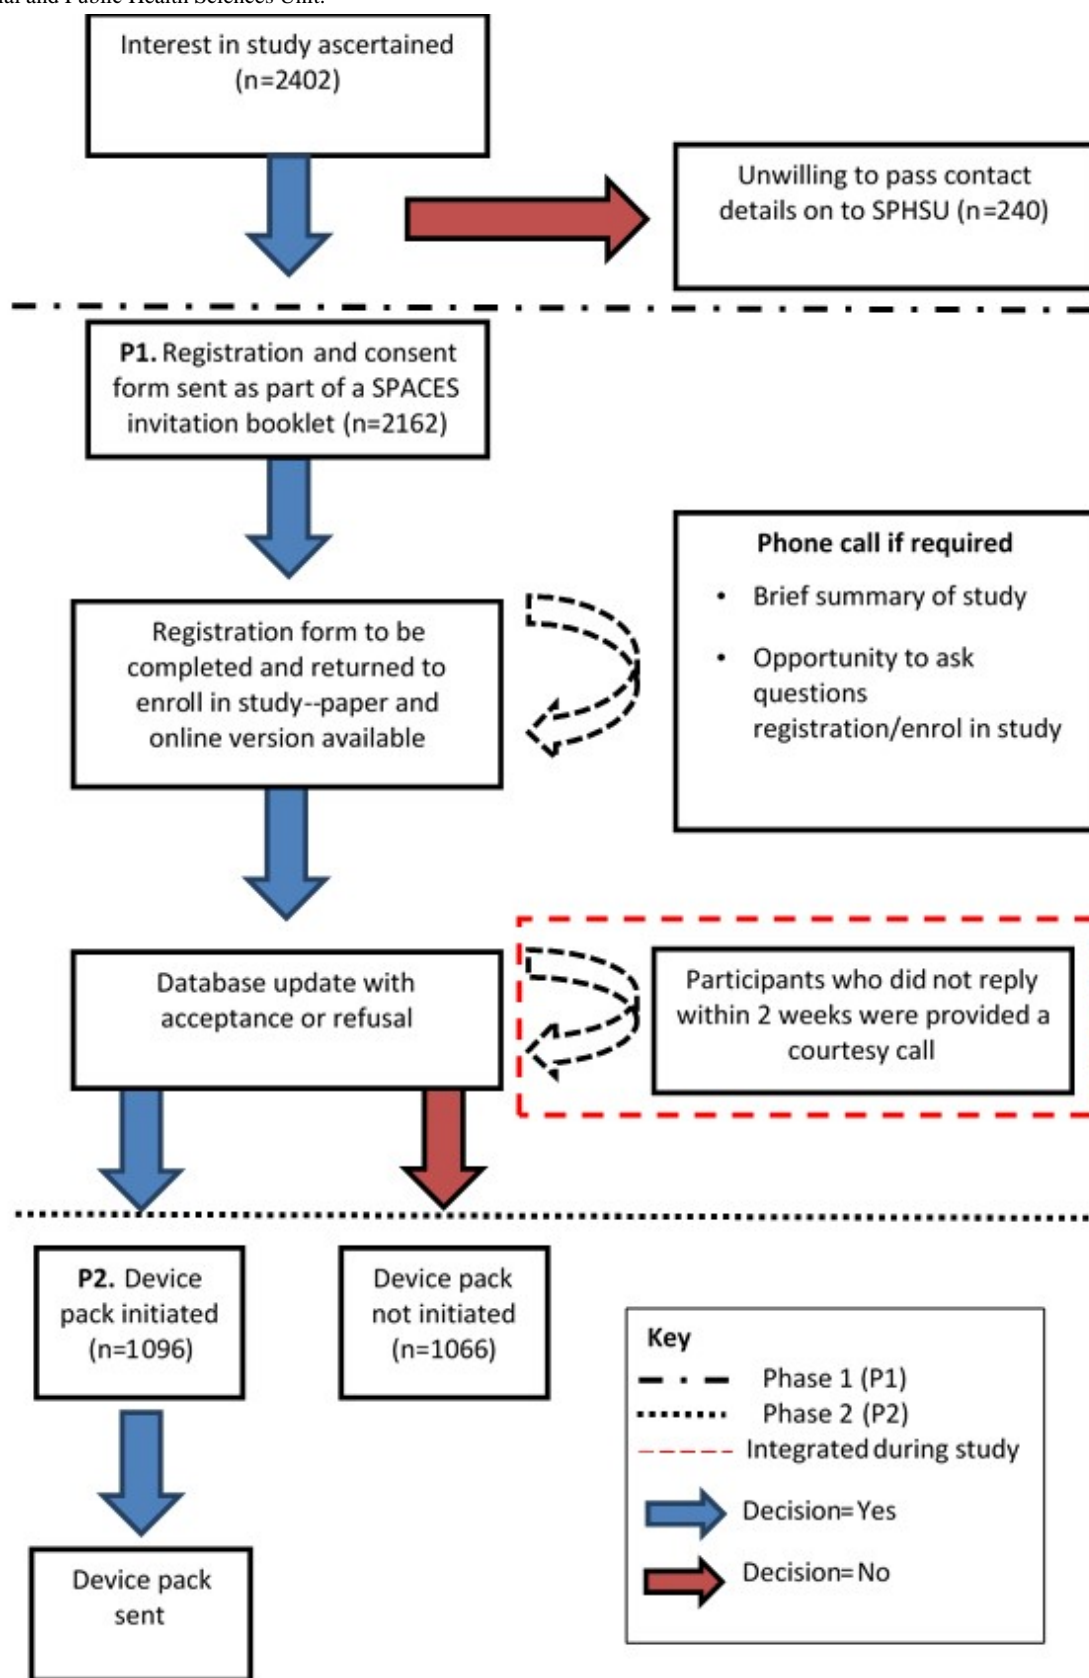 and Public Health Sciences Unit.
Interest in study ascertained
(n=2402)
Unwilling to pass contact
details on to SPHSU (n=240)
P1. Registration and consent
form sent as part of a SPACES
invitation booklet (n=2162)
Phone call if required
• Brief summary of study
• Opportunity to ask
questions
registration/enrol in study
Registration form to be
completed and returned to
enroll in study--paper and
online version available
Database update with
acceptance or refusal
Participants who did not reply
within 2 weeks were provided a
courtesy call
P2. Device
pack initiated
(n=1096)
Device pack
not initiated
(n=1066)
Device pack
sent
Key
Phase 1 (P1)
Phase 2 (P2)
Integrated during study
Decision=Yes
Decision=No